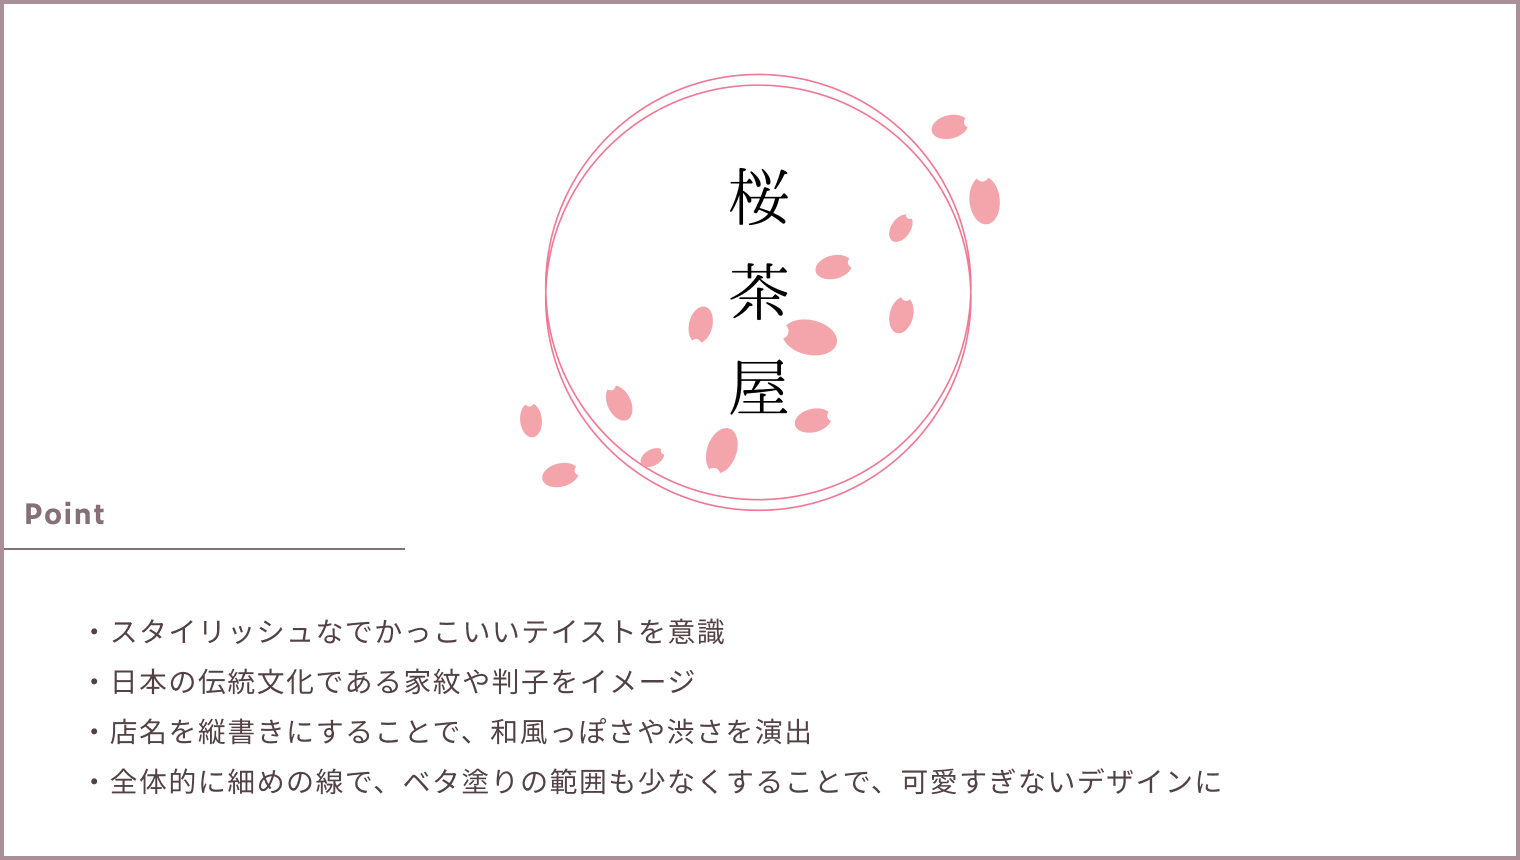 桜茶屋
Point
・スタイリッシュなでかっこいいテイストを意識
・日本の伝統文化である家紋や判子をイメージ
・店名を縦書きにすることで、和風っぽさや渋さを演出
・全体的に細めの線で、ベタ塗りの範囲も少なくすることで、可愛すぎないデザインに